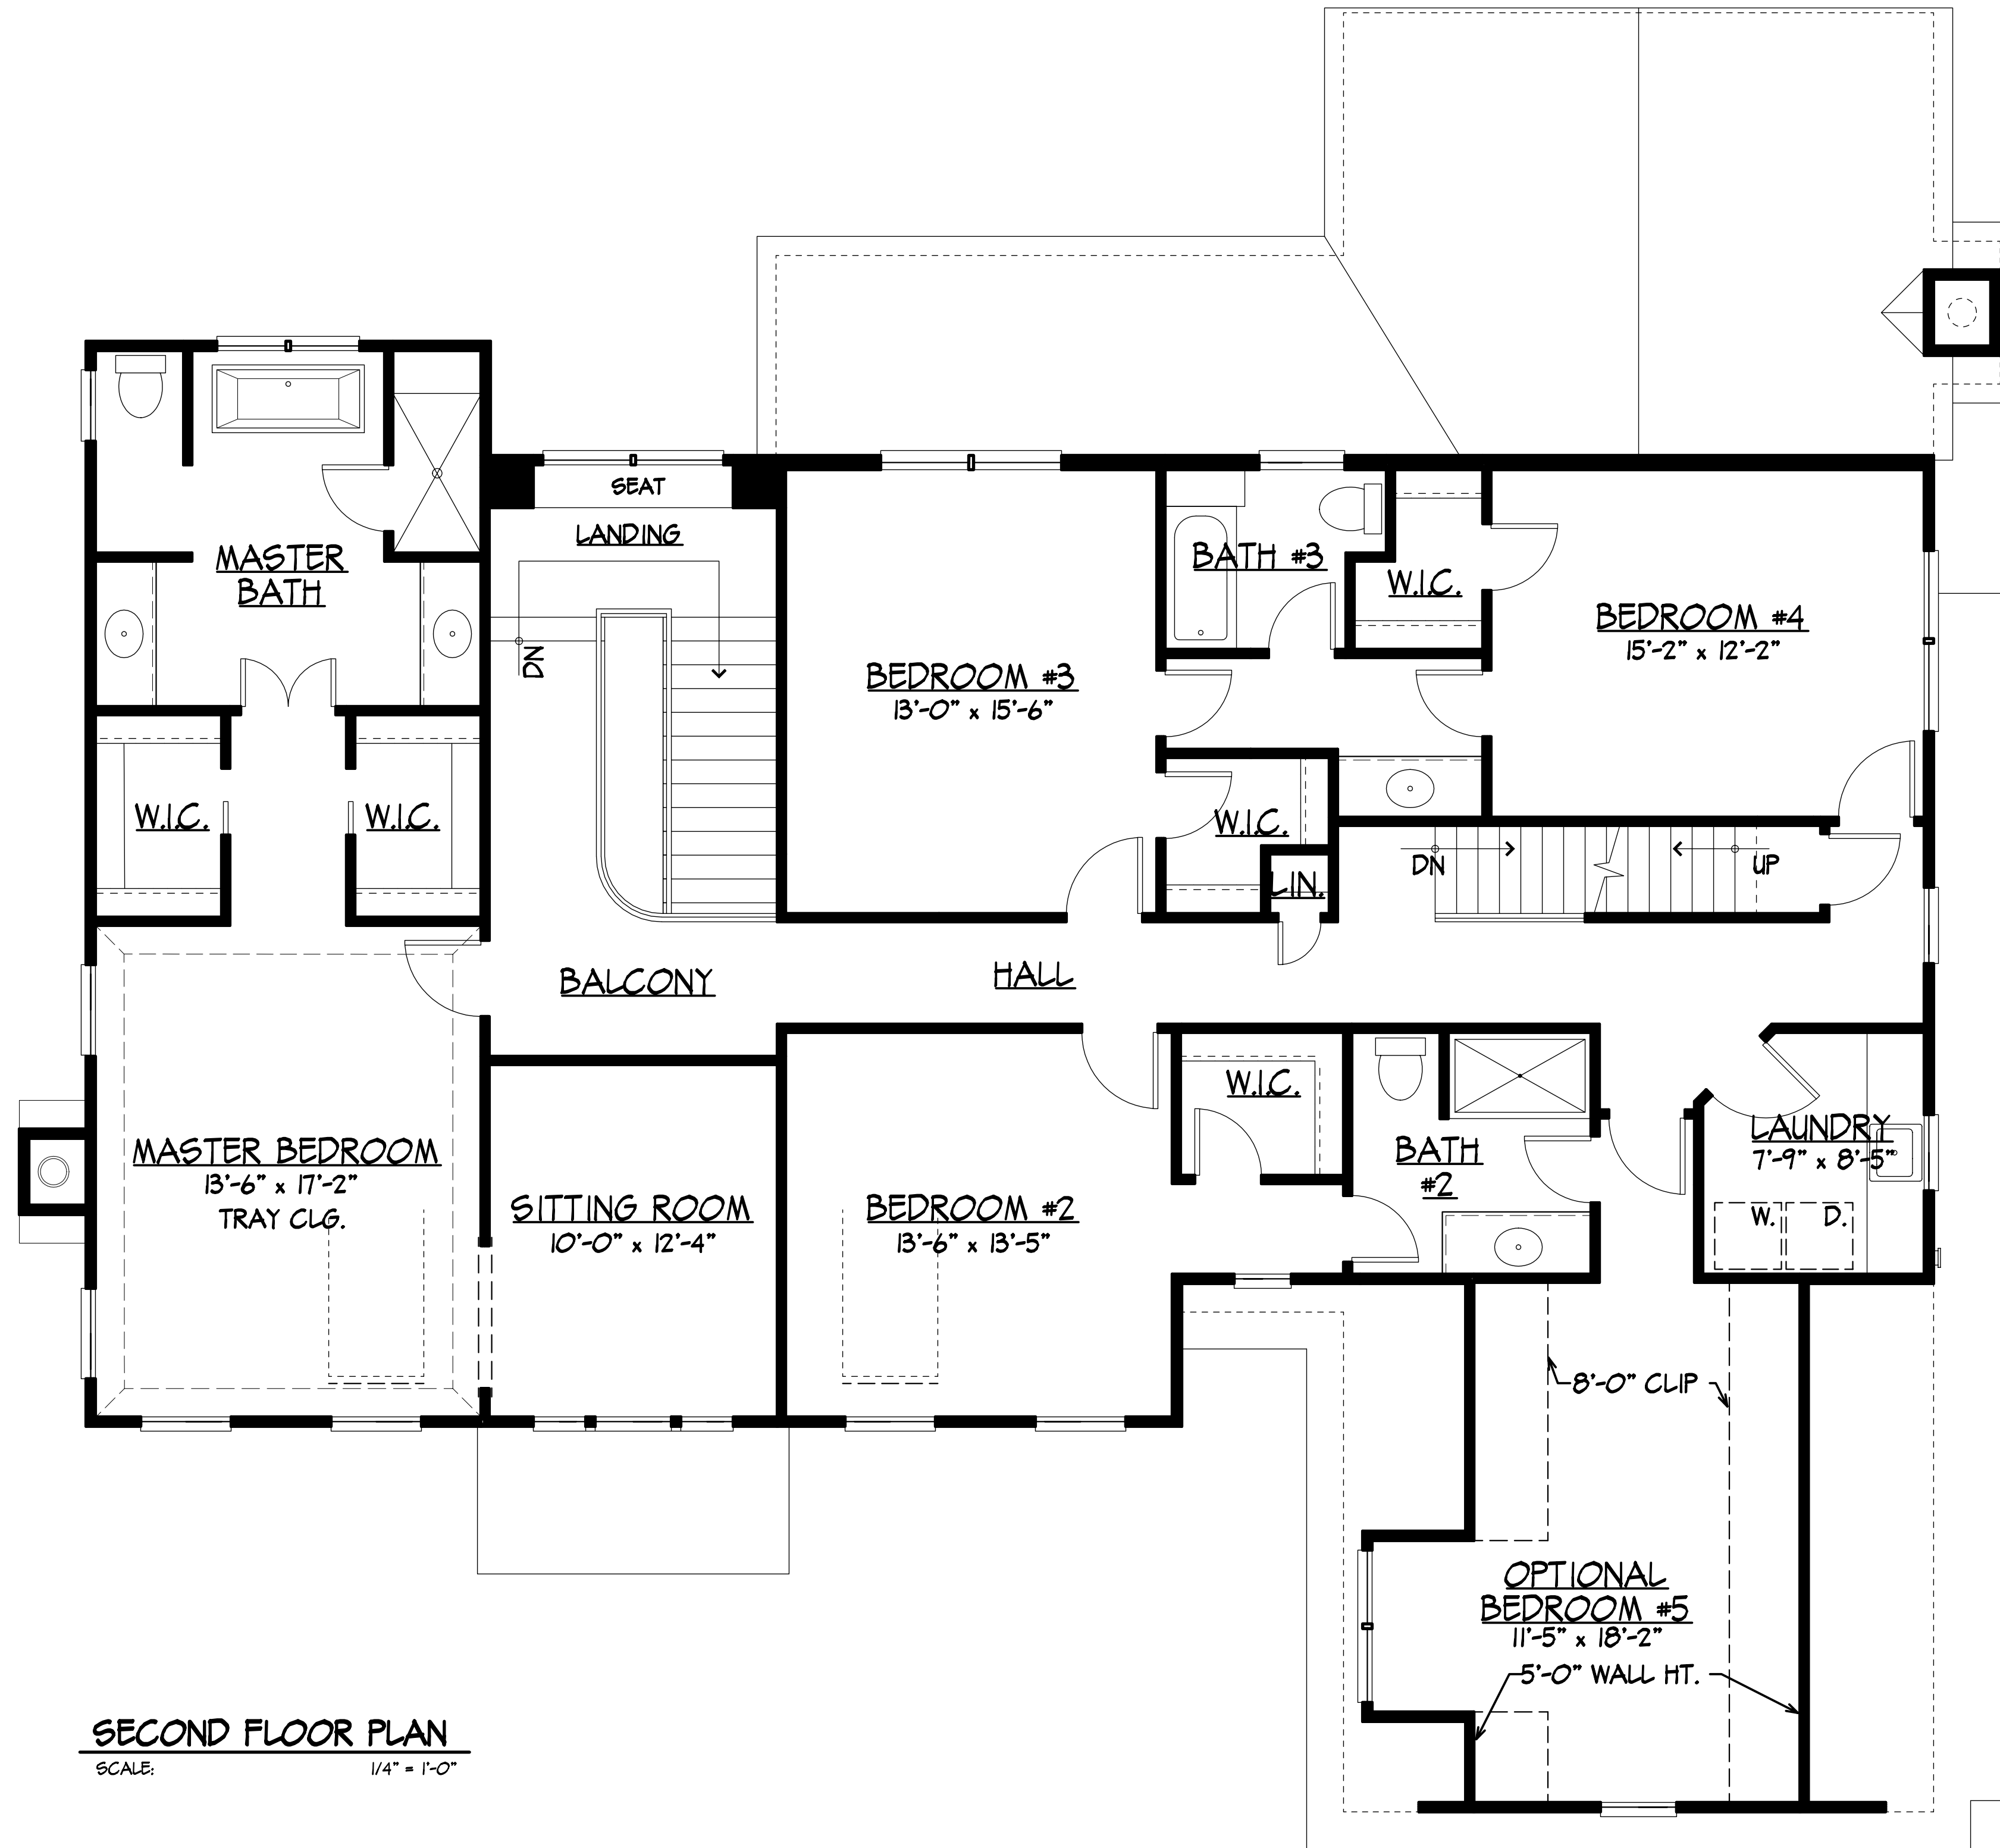 SEAT
LANDING
MASTER
BATH
DN
BATH #3
W.I.C.
BEDROOM #4
15'-2" x 12'-2"
BEDROOM #3
13'-0" x 15'-6"
W.I.C.
W.I.C.
W.I.C.
LIN.
DN
UP
BALCONY
HALL
W.I.C.
MASTER BEDROOM
13'-6" x 17'-2"
TRAY CLG.
SITTING ROOM
10'-0" x 12'-4"
BEDROOM #2
13'-6" x 13'-5"
BATH
#2
LAUNDRY
7'-9" x 8'-5"
W.
D.
8'-0" CLIP
OPTIONAL
BEDROOM #5
11'-5" x 18'-2"
5'-0" WALL HT.
SECOND FLOOR PLAN
SCALE: 1/4" = 1'-0"